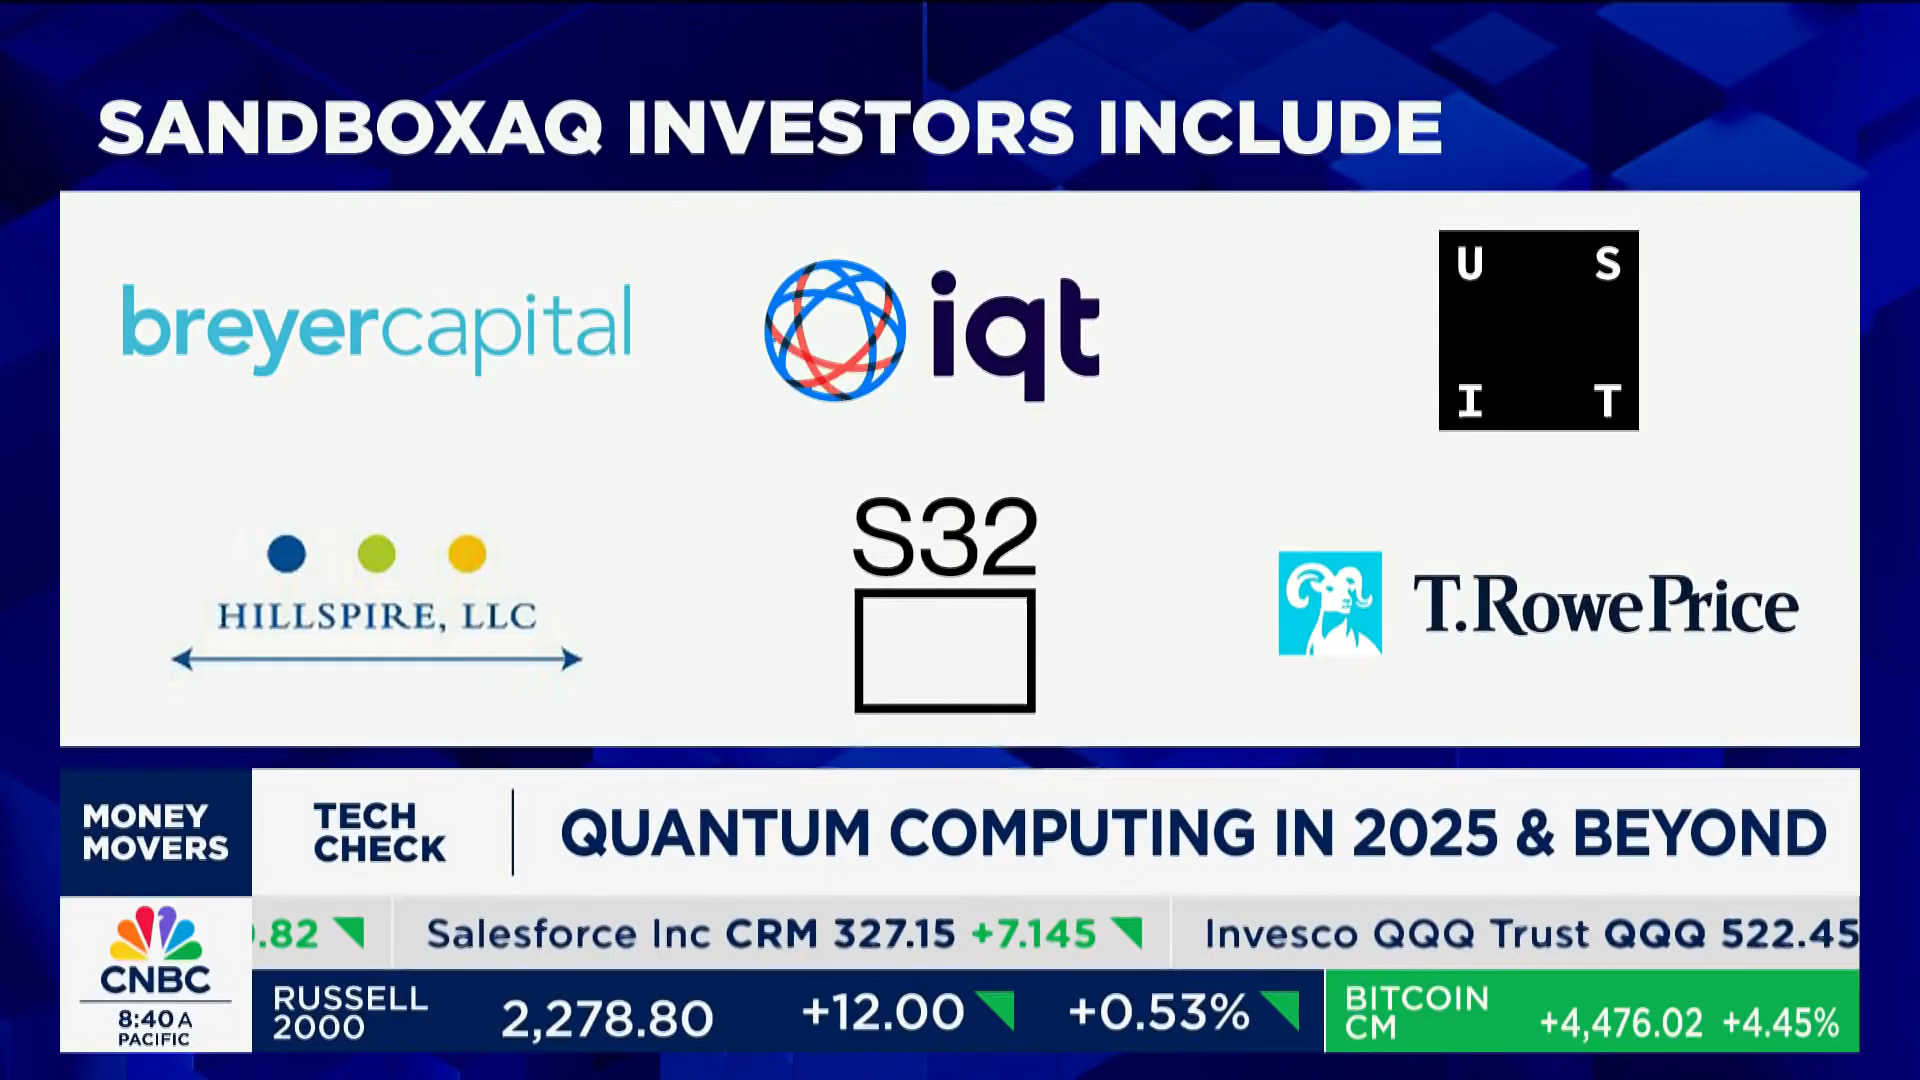 SANDBOXAQ INVESTORS INCLUDE
breyercapital
iqt
U S
I T
HILLSPIRE, LLC
S32
T.RowePrice
MONEY
MOVERS
TECH
CHECK
QUANTUM COMPUTING IN 2025 & BEYOND
.82
Salesforce Inc CRM 327.15 +7.145
Invesco QQQ Trust QQQ 522.45
CNBC
8:40 A
PACIFIC
RUSSELL
2000
2,278.80
+12.00
+0.53%
BITCOIN
CM
+4,476.02 +4.45%